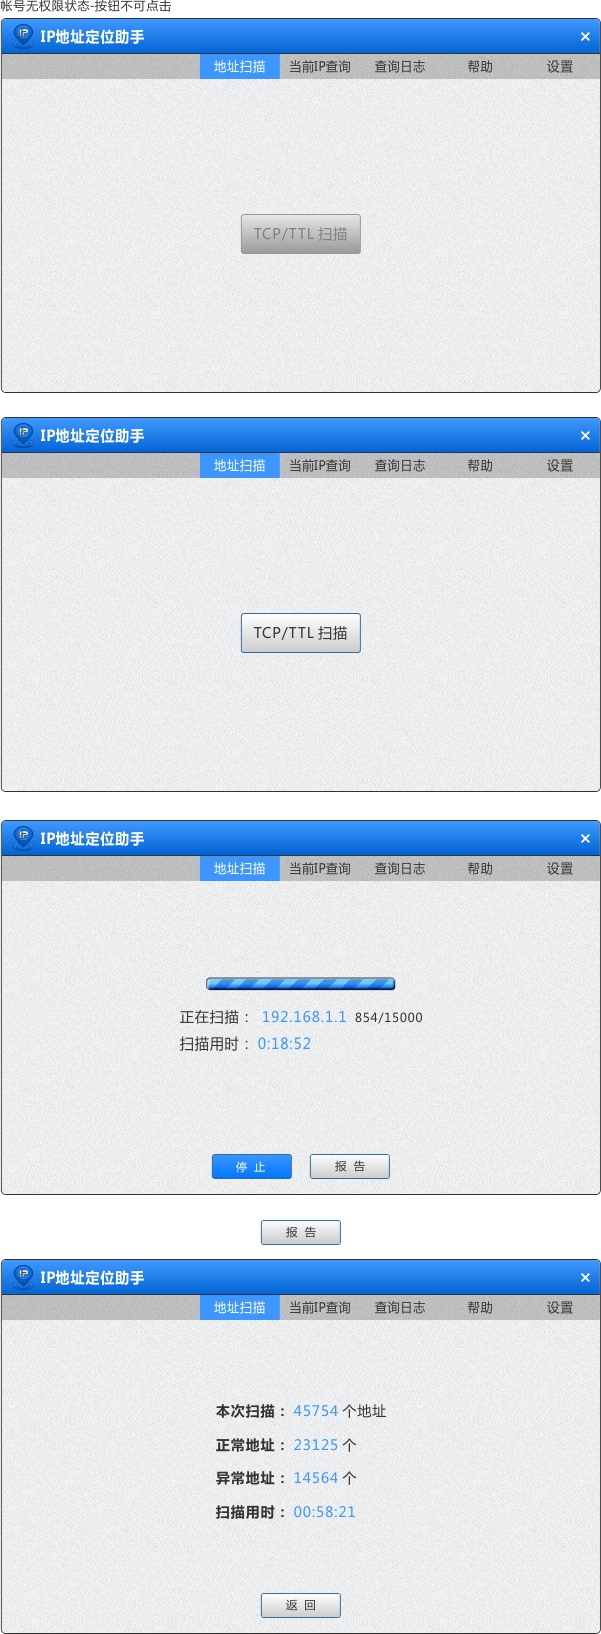 帐号无权限状态-按钮不可点击
IP IP地址定位助手 ×
地址扫描 当前IP查询 查询日志 帮助 设置
TCP/TTL 扫描
IP IP地址定位助手 ×
地址扫描 当前IP查询 查询日志 帮助 设置
TCP/TTL 扫描
IP IP地址定位助手 ×
地址扫描 当前IP查询 查询日志 帮助 设置
正在扫描： 192.168.1.1 854/15000
扫描用时： 0:18:52
停 止 报 告
报 告
IP IP地址定位助手 ×
地址扫描 当前IP查询 查询日志 帮助 设置
本次扫描： 45754 个地址
正常地址： 23125 个
异常地址： 14564 个
扫描用时： 00:58:21
返 回